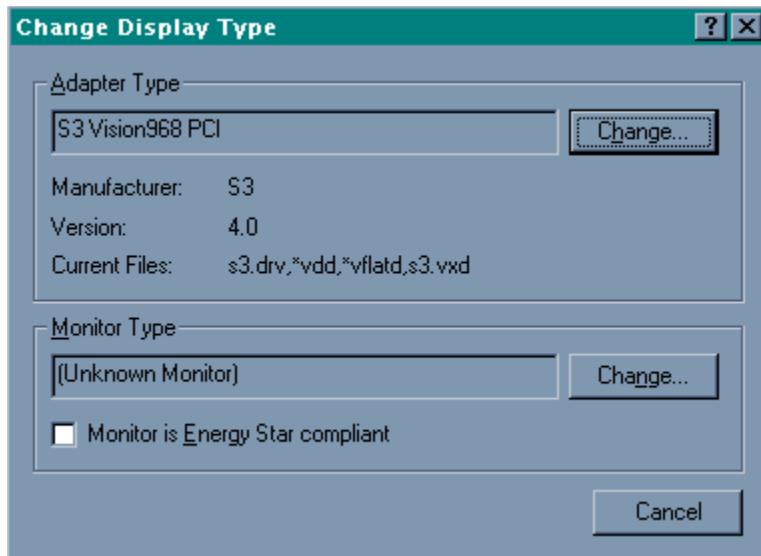 Change Display Type
Adapter Type
S3 Vision968 PCI
Change...
Manufacturer: S3
Version: 4.0
Current Files: s3.drv,*vdd,*vflatd,s3.vxd
Monitor Type
(Unknown Monitor)
Change...
Monitor is Energy Star compliant
Cancel